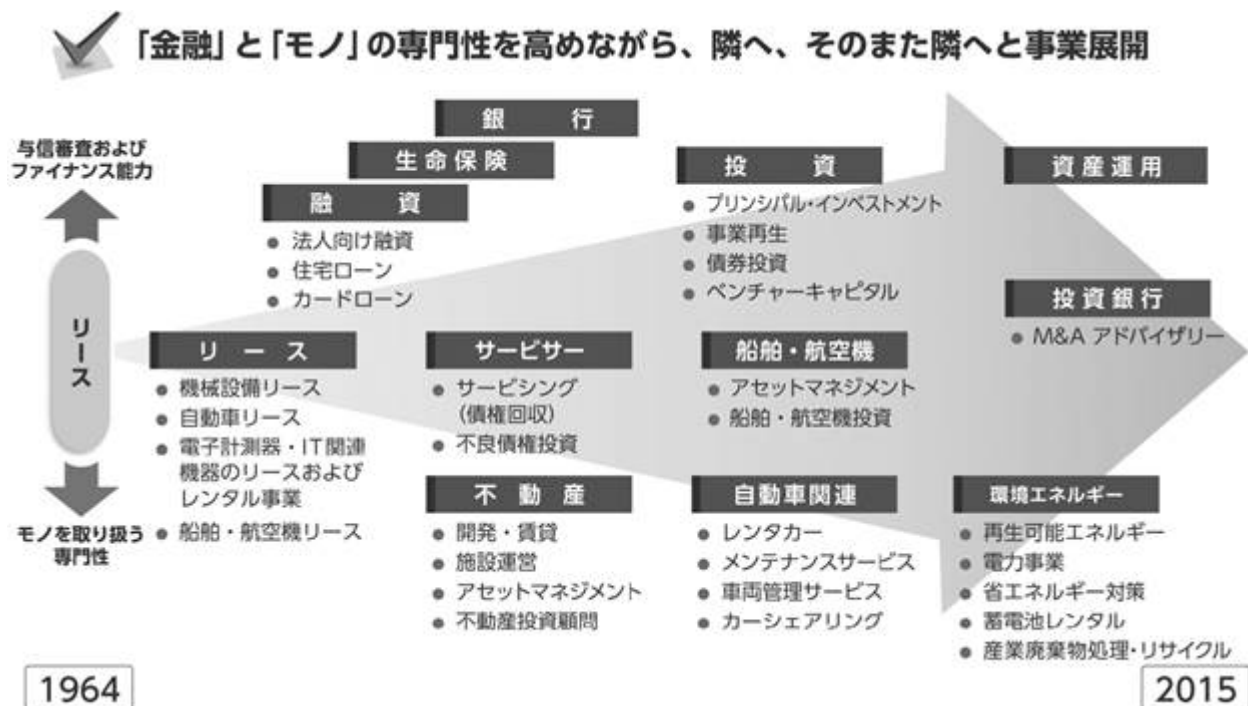 「金融」と「モノ」の専門性を高めながら、隣へ、そのまた隣へと事業展開
与信審査および
ファイナンス能力
リース
モノを取り扱う
専門性
銀行
生命保険
融資
● 法人向け融資
● 住宅ローン
● カードローン
リース
● 機械設備リース
● 自動車リース
● 電子計測器・IT関連
機器のリースおよび
レンタル事業
● 船舶・航空機リース
サービサー
● サービシング
(債権回収)
● 不良債権投資
不動産
● 開発・賃貸
● 施設運営
● アセットマネジメント
● 不動産投資顧問
投資
● プリンシパル・インベストメント
● 事業再生
● 債券投資
● ベンチャーキャピタル
船舶・航空機
● アセットマネジメント
● 船舶・航空機投資
自動車関連
● レンタカー
● メンテナンスサービス
● 車両管理サービス
● カーシェアリング
資産運用
投資銀行
● M&A アドバイザリー
環境エネルギー
● 再生可能エネルギー
● 電力事業
● 省エネルギー対策
● 蓄電池レンタル
● 産業廃棄物処理・リサイクル
1964
2015